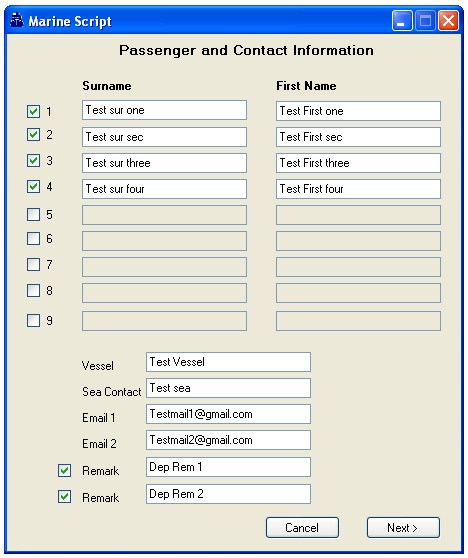 Marine Script
Passenger and Contact Information
Surname First Name
1 Test sur one Test First one
2 Test sur sec Test First sec
3 Test sur three Test First three
4 Test sur four Test First four
5
6
7
8
9
Vessel Test Vessel
Sea Contact Test sea
Email 1 Testmail1@gmail.com
Email 2 Testmail2@gmail.com
Remark Dep Rem 1
Remark Dep Rem 2
Cancel Next >